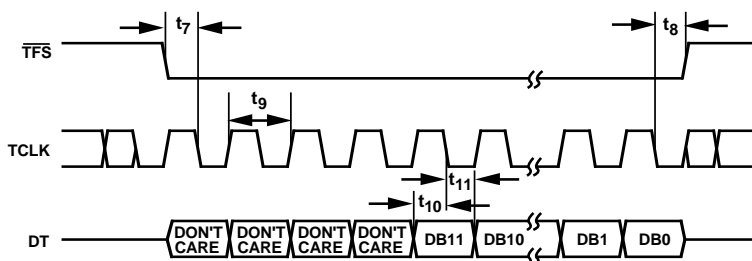 t7
t8
TFS
t9
TCLK
t11
t10
DT
DON'T CARE
DON'T CARE
DON'T CARE
DON'T CARE
DB11
DB10
DB1
DB0